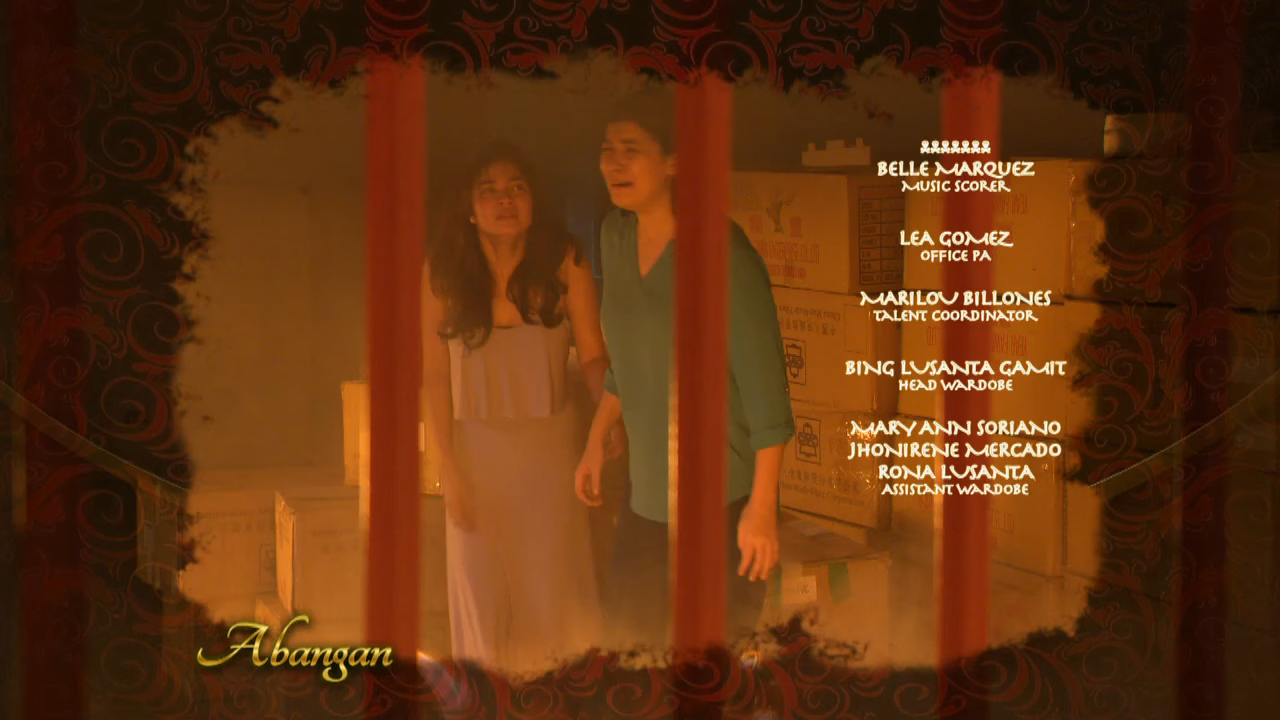 BELLE MARQUEZ
MUSIC SCORER
LEA GOMEZ
OFFICE PA
MARILOU BILLONES
TALENT COORDINATOR
BING LUSANTA GAMIT
HEAD WARDOBE
MARY ANN SORIANO
JHONIRENE MERCADO
RONA LUSANTA
ASSISTANT WARDOBE
Abangan